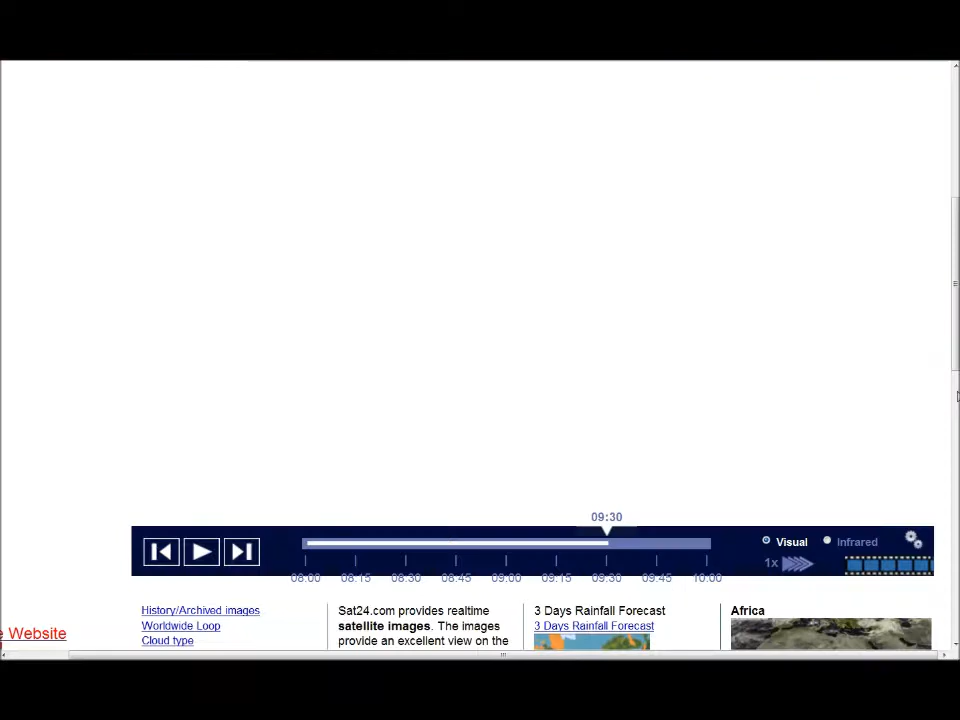 09:30
Visual
Infrared
1x
08:00 08:15 08:30 08:45 09:00 09:15 09:30 09:45 10:00
History/Archived images
Worldwide Loop
Cloud type
e Website
Sat24.com provides realtime
satellite images. The images
provide an excellent view on the
3 Days Rainfall Forecast
3 Days Rainfall Forecast
Africa